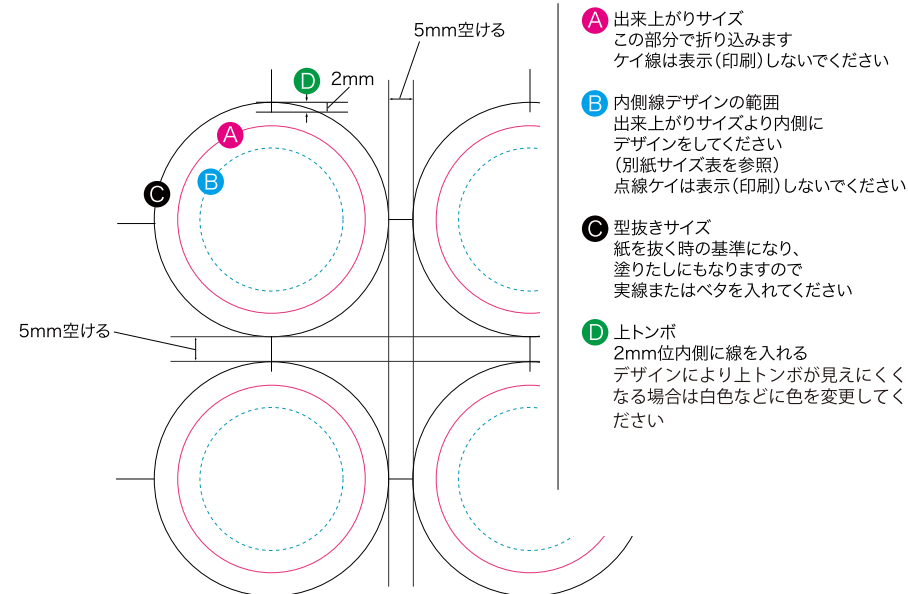 5mm空ける
D
2mm
A
B
C
5mm空ける
A 出来上がりサイズ
この部分で折り込みます
ケイ線は表示(印刷)しないでください
B 内側線デザインの範囲
出来上がりサイズより内側に
デザインをしてください
(別紙サイズ表を参照)
点線ケイは表示(印刷)しないでください
C 型抜きサイズ
紙を抜く時の基準になり、
塗りたしにもなりますので
実線またはベタを入れてください
D 上トンボ
2mm位内側に線を入れる
デザインにより上トンボが見えにくく
なる場合は白色などに色を変更してく
ださい